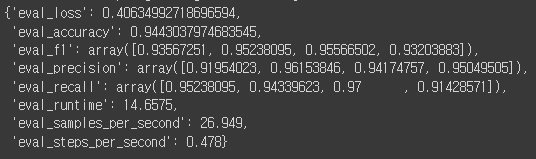 {'eval_loss': 0.40634992718696594,
'eval_accuracy': 0.9443037974683545,
'eval_f1': array([0.93567251, 0.95238095, 0.95566502, 0.93203883]),
'eval_precision': array([0.91954023, 0.96153846, 0.94174757, 0.95049505]),
'eval_recall': array([0.95238095, 0.94339623, 0.97      , 0.91428571]),
'eval_runtime': 14.6575,
'eval_samples_per_second': 26.949,
'eval_steps_per_second': 0.478}